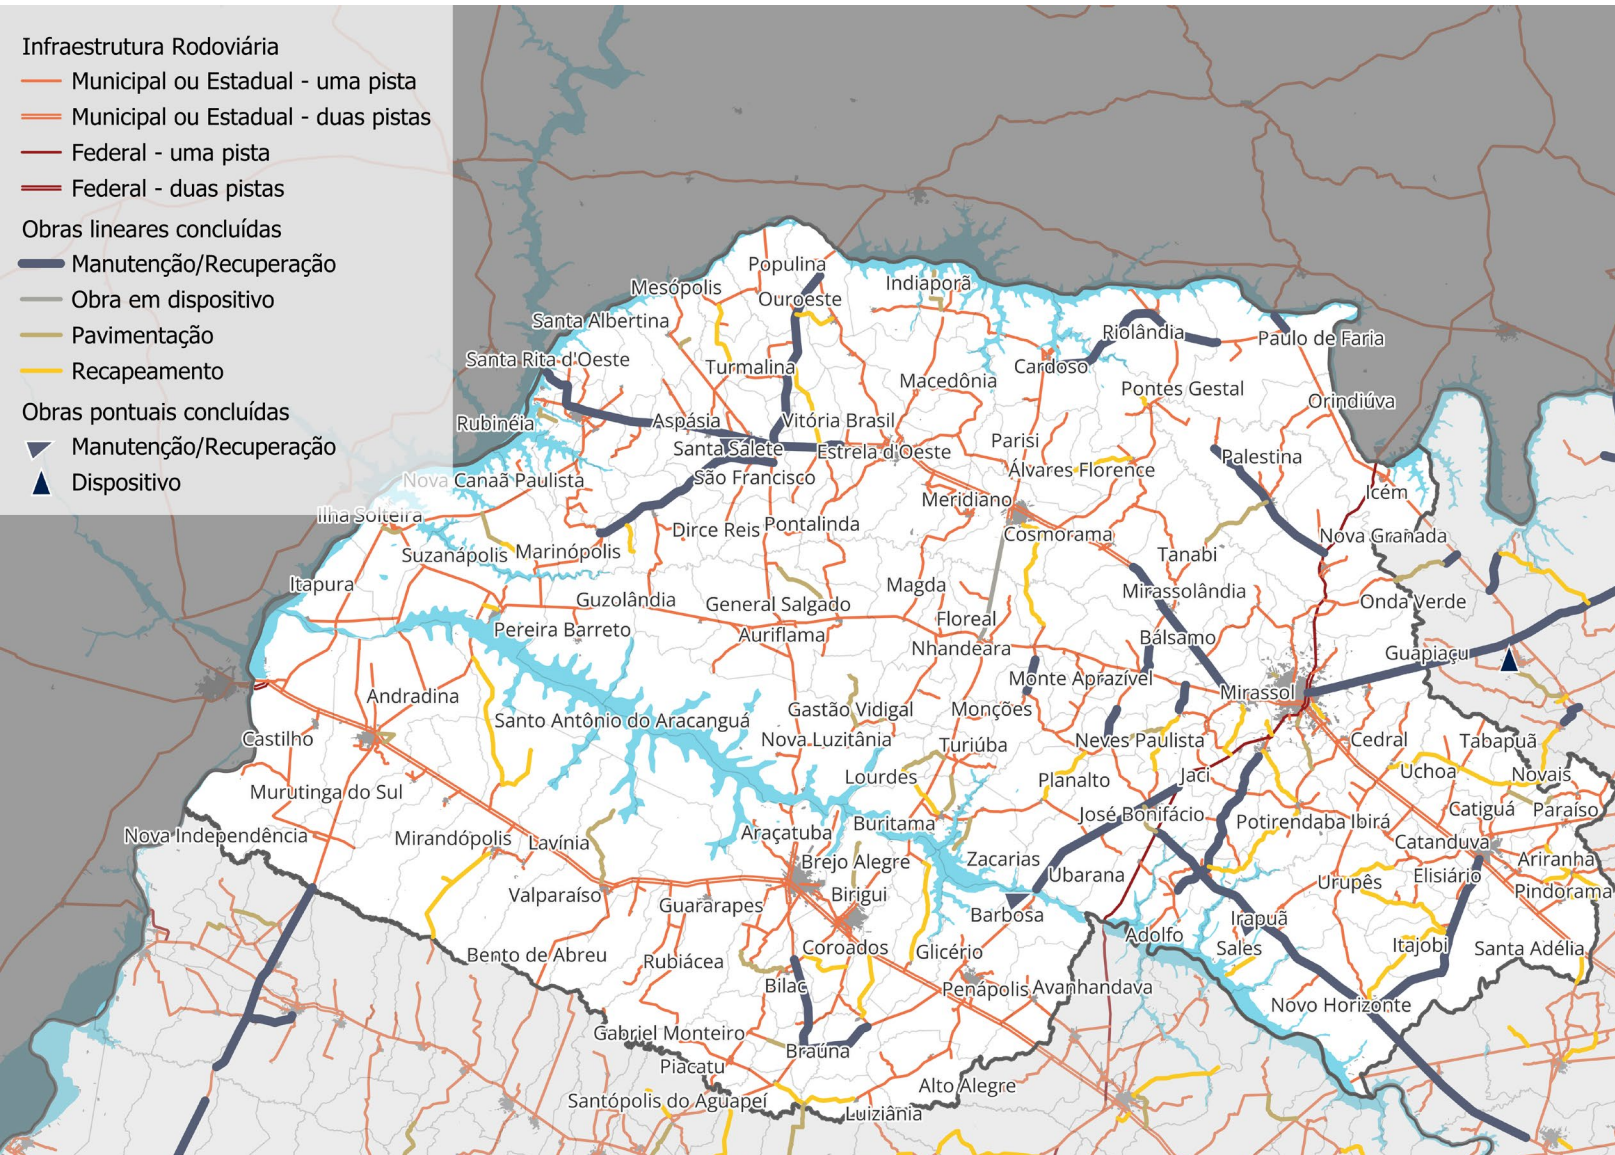 Infraestrutura Rodoviária
Municipal ou Estadual - uma pista
Municipal ou Estadual - duas pistas
Federal - uma pista
Federal - duas pistas
Obras lineares concluídas
Manutenção/Recuperação
Obra em dispositivo
Pavimentação
Recapeamento
Obras pontuais concluídas
Manutenção/Recuperação
Dispositivo
Populina
Mesópolis
Ouroeste
Indiaporã
Santa Albertina
Riolândia
Paulo de Faria
Santa Rita d'Oeste
Turmalina
Cardoso
Macedônia
Pontes Gestal
Orindiúva
Rubinéia
Aspásia
Vitória Brasil
Parisi
Santa Salete
Estrela d'Oeste
Palestina
Álvares Florence
Nova Canaã Paulista
São Francisco
Icém
Meridiano
Ilha Solteira
Dirce Reis
Pontalinda
Cosmorama
Nova Granada
Suzanápolis
Marinópolis
Tanabi
Itapura
Magda
Mirassolândia
Guzolândia
General Salgado
Onda Verde
Floreal
Pereira Barreto
Auriflama
Bálsamo
Nhandeara
Guapiaçu
Monte Aprazível
Mirassol
Andradina
Santo Antônio do Aracanguá
Gastão Vidigal
Monções
Castilho
Nova Luzitânia
Turiúba
Neves Paulista
Cedral
Tabapuã
Lourdes
Planalto
Jaci
Uchoa
Novais
Murutinga do Sul
Catiguá
Paraíso
José Bonifácio
Potirendaba
Ibirá
Nova Independência
Mirandópolis
Lavínia
Araçatuba
Buritama
Catanduva
Brejo Alegre
Zacarias
Ariranha
Ubarana
Elisiário
Urupês
Pindorama
Valparaíso
Guararapes
Birigui
Barbosa
Irapuã
Adolfo
Sales
Itajobi
Santa Adélia
Bento de Abreu
Rubiácea
Coroados
Glicério
Bilac
Penápolis
Avanhandava
Novo Horizonte
Gabriel Monteiro
Braúna
Piacatu
Alto Alegre
Santópolis do Aguapeí
Luiziânia